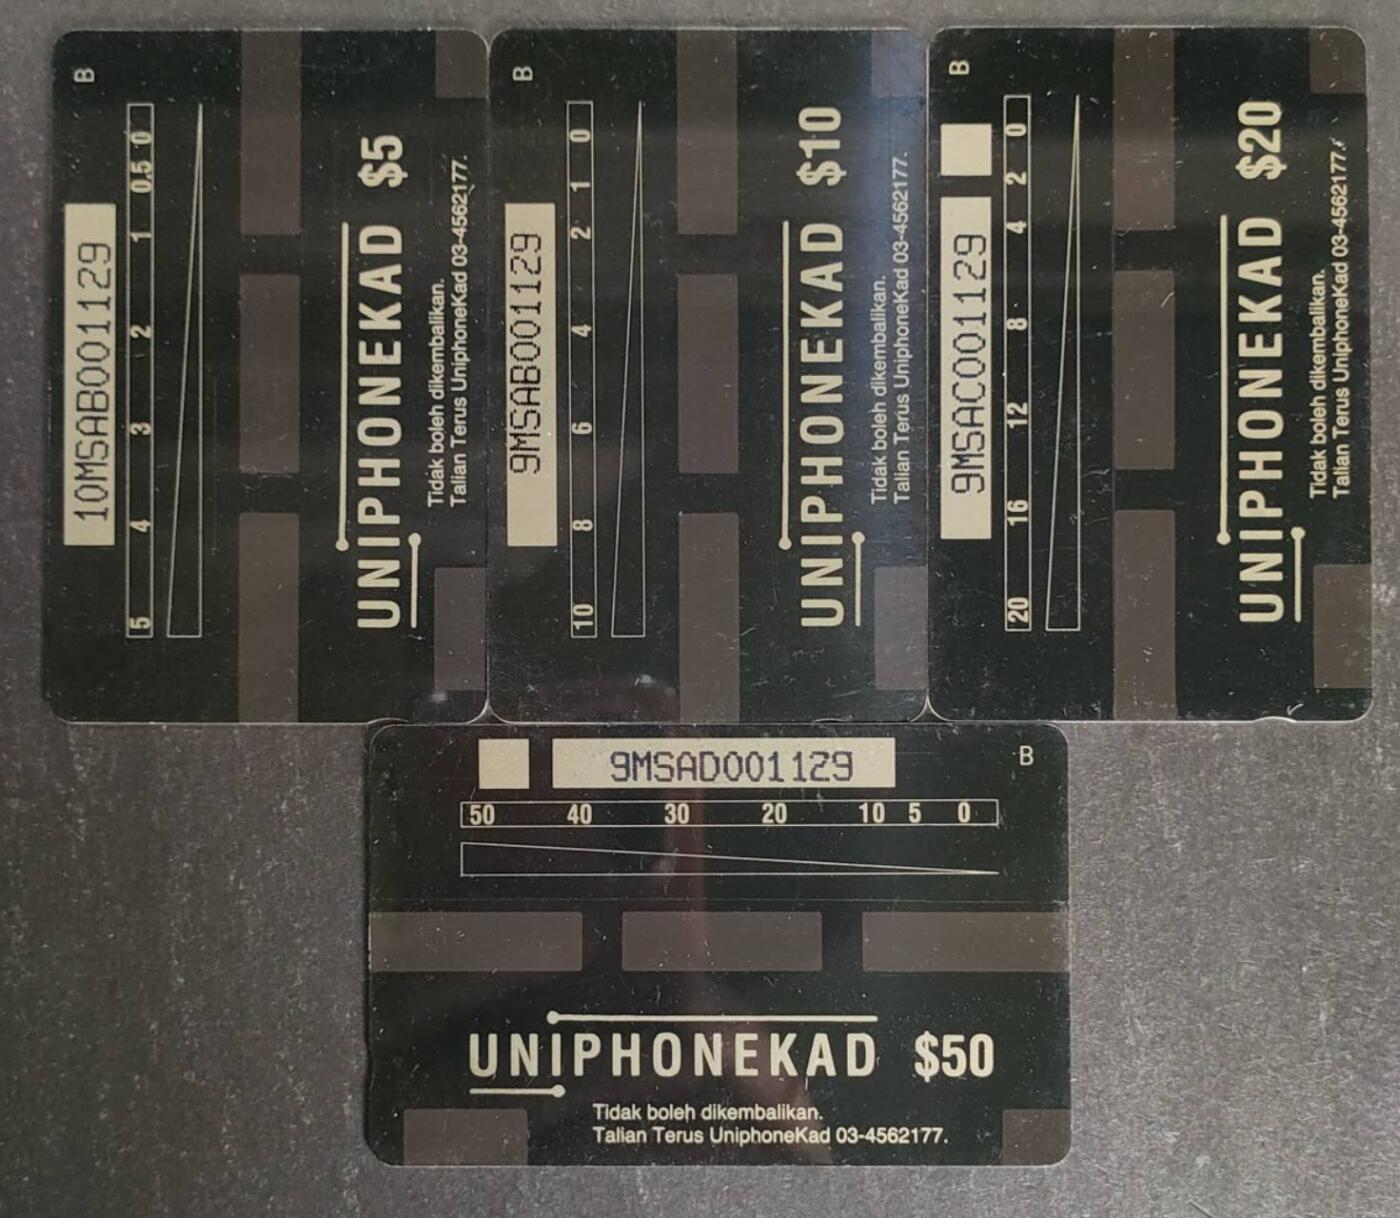 B
10MSAB001129
5 4 3 2 1 0.5 0
UNIPHONEKAD $5
Tidak boleh dikembalikan.
Talian Terus UniphoneKad 03-4562177.
B
9MSAB001129
10 8 6 4 2 1 0
UNIPHONEKAD $10
Tidak boleh dikembalikan.
Talian Terus UniphoneKad 03-4562177.
B
9MSAC001129
20 16 12 8 4 2 0
UNIPHONEKAD $20
Tidak boleh dikembalikan.
Talian Terus UniphoneKad 03-4562177.
9MSAD001129
B
50 40 30 20 10 5 0
UNIPHONEKAD $50
Tidak boleh dikembalikan.
Talian Terus UniphoneKad 03-4562177.